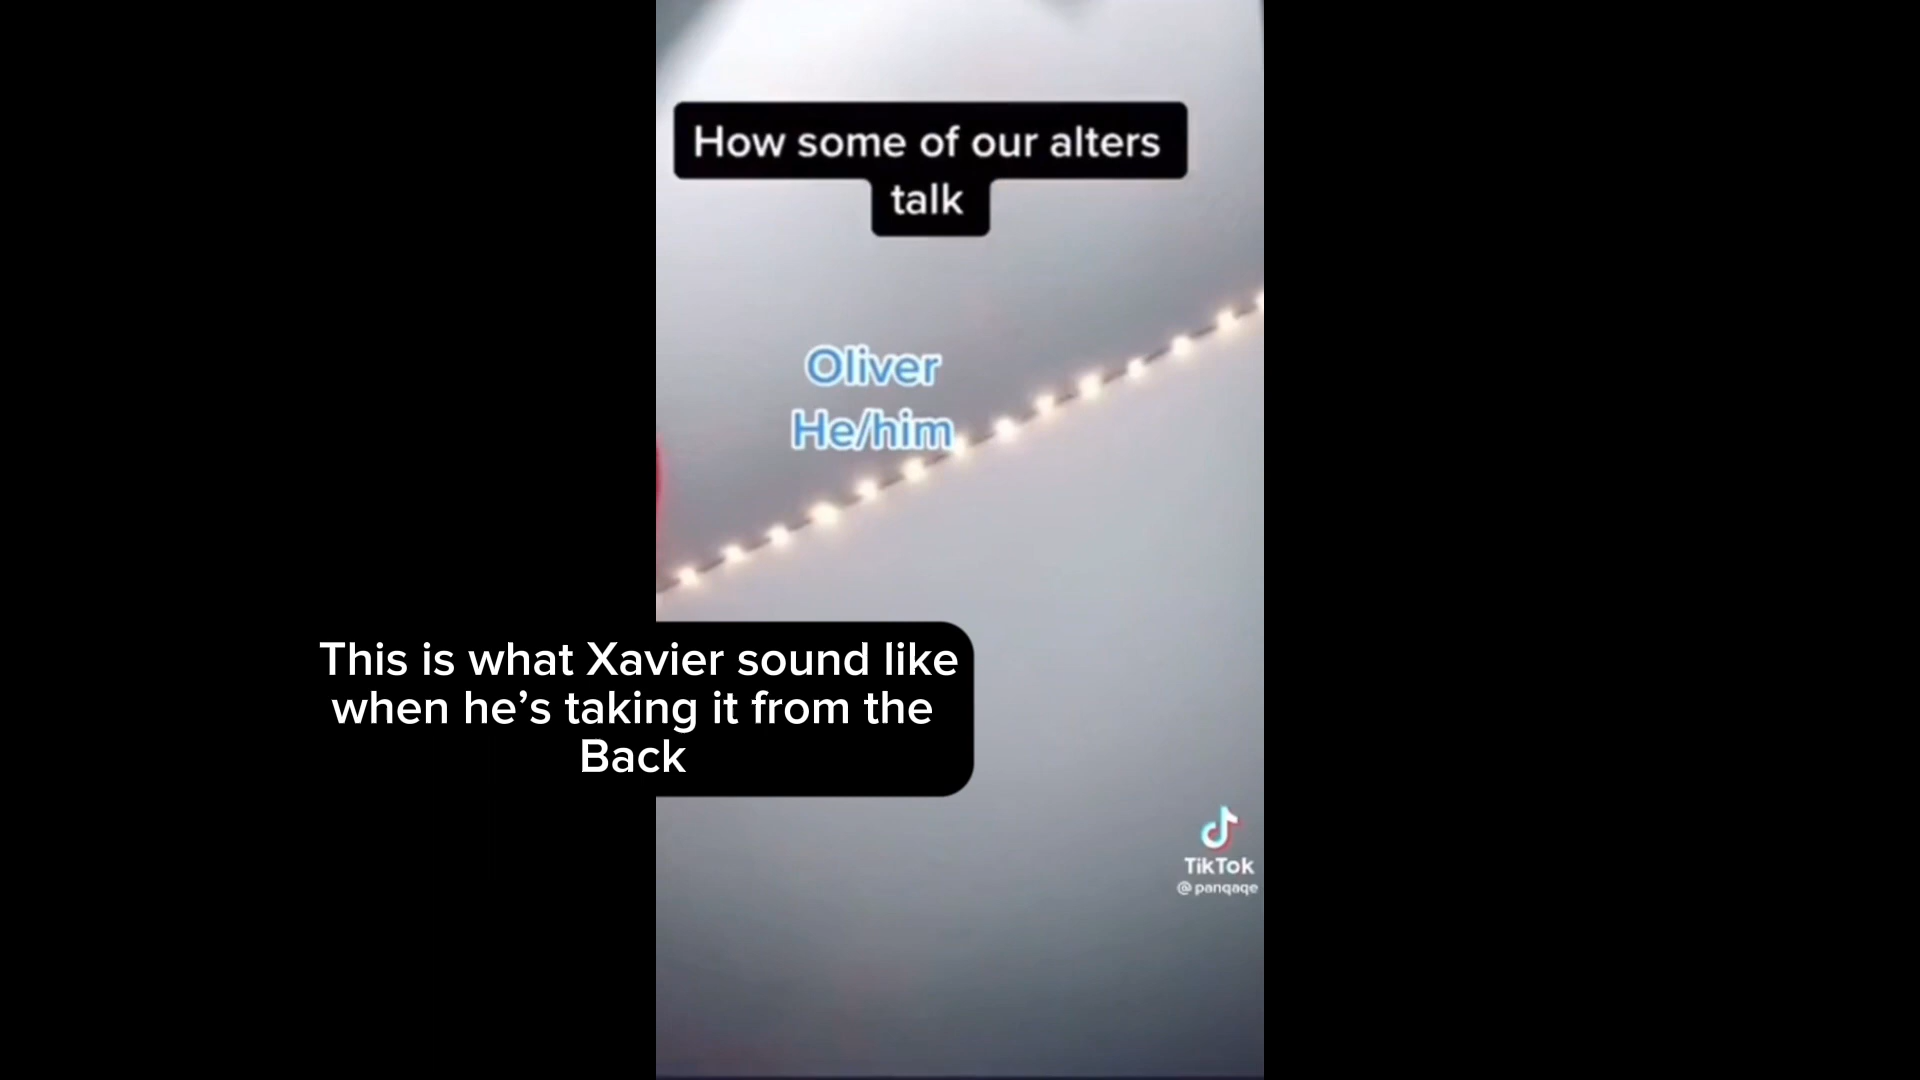 How some of our alters
talk
Oliver
He/him
This is what Xavier sound like
when he’s taking it from the
Back
TikTok
@panqaqe